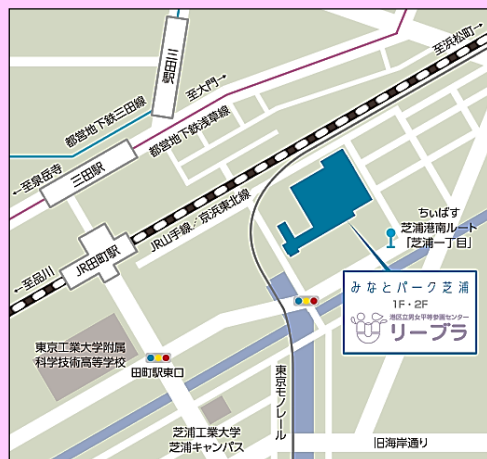 至浜松町→
三田駅
至大門→
都営地下鉄三田線
都営地下鉄浅草線
三田駅
←至泉岳寺
JR山手線／京浜東北線
JR田町駅
←至品川
ちぃばす
芝浦港南ルート
「芝浦一丁目」
みなとパーク芝浦
1F・2F
港区立男女平等参画センター
リーブラ
東京工業大学附属
科学技術高等学校
田町駅東口
東京モノレール
芝浦工業大学
芝浦キャンパス
旧海岸通り